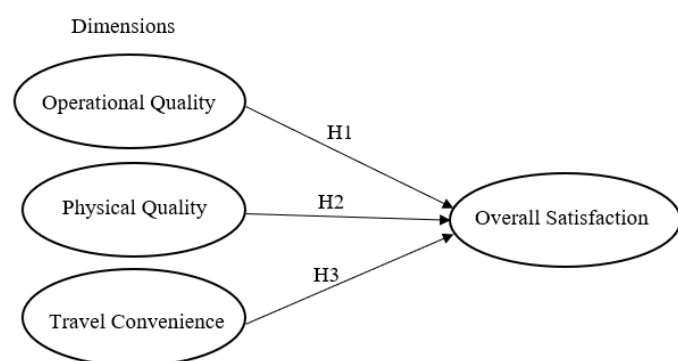 Dimensions
Operational Quality
H1
Physical Quality
H2
Overall Satisfaction
H3
Travel Convenience